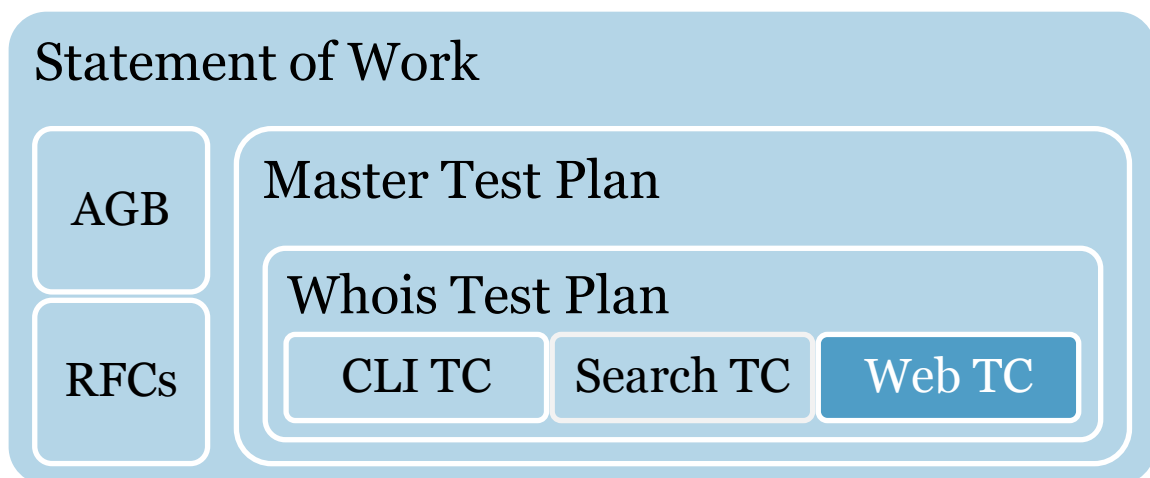 Statement of Work
AGB
RFCs
Master Test Plan
Whois Test Plan
CLI TC
Search TC
Web TC